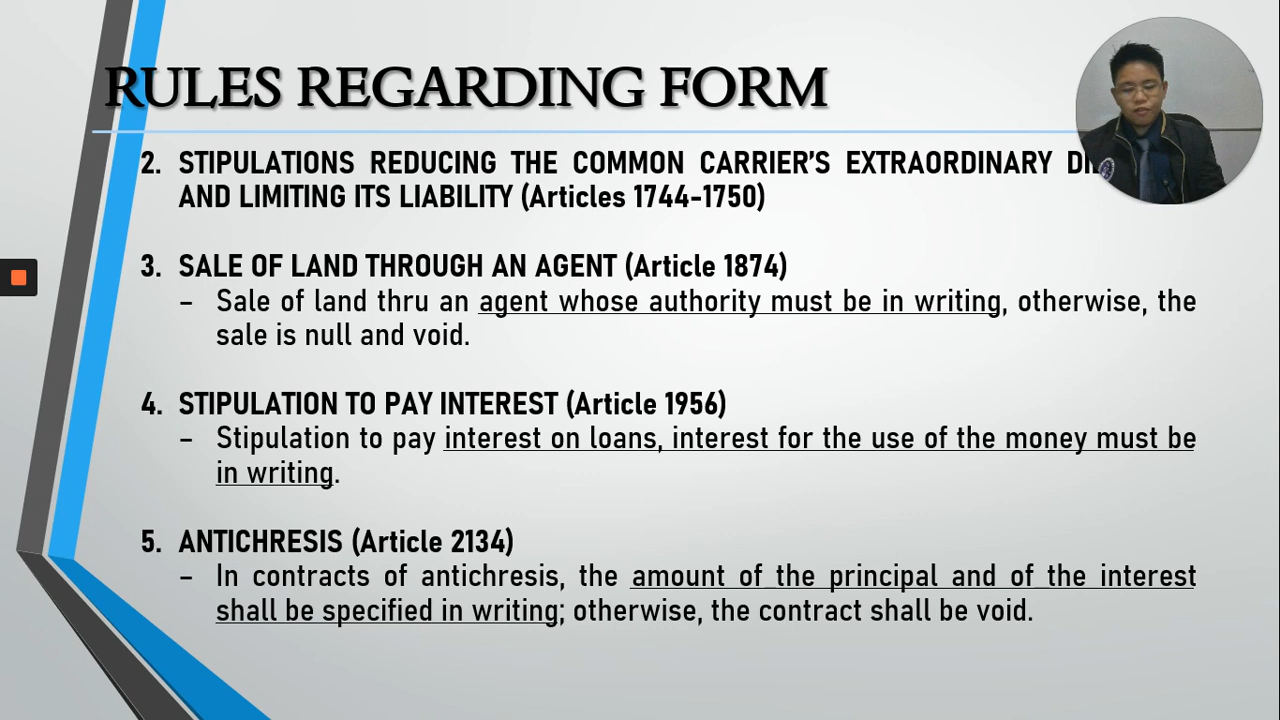 RULES REGARDING FORM
2. STIPULATIONS REDUCING THE COMMON CARRIER'S EXTRAORDINARY
AND LIMITING ITS LIABILITY (Articles 1744-1750)
3. SALE OF LAND THROUGH AN AGENT (Article 1874)
– Sale of land thru an agent whose authority must be in writing, otherwise, the
sale is null and void.
4. STIPULATION TO PAY INTEREST (Article 1956)
– Stipulation to pay interest on loans, interest for the use of the money must be
in writing.
5. ANTICHRESIS (Article 2134)
– In contracts of antichresis, the amount of the principal and of the interest
shall be specified in writing; otherwise, the contract shall be void.